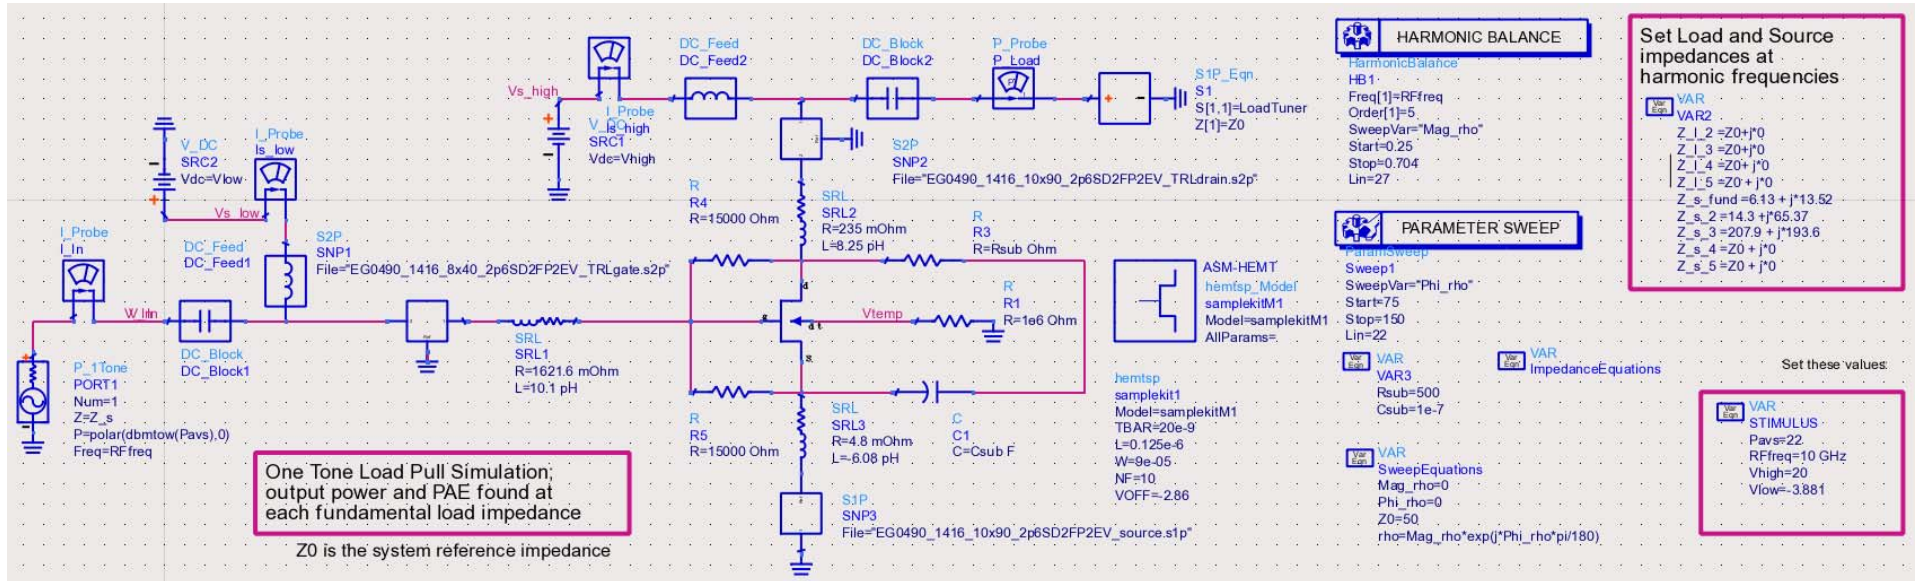 I_Probe
I_In
P_1Tone
PORT1
Num=1
Z=Z_s
P=polar(dbmtow(Pavs),0)
Freq=RFfreq
V_DC
SRC2
Vdc=Vlow
I_Probe
Is_low
Vs_low
DC_Feed
DC_Feed1
S2P
SNP1
File="EG0490_1416_8x40_2p6SD2FP2EV_TRLgate.s2p"
DC_Block
DC_Block1
SRL
SRL1
R=1621.6 mOhm
L=10.1 pH
One Tone Load Pull Simulation;
output power and PAE found at
each fundamental load impedance
Z0 is the system reference impedance
Vs_high
I_Probe
SRC1
Vdc=Vhigh
DC_Feed
DC_Feed2
DC_Block
DC_Block2
P_Probe
P_Load
S1P_Eqn
S1
S[1,1]=LoadTuner
Z[1]=Z0
S2P
SNP2
File="EG0490_1416_10x90_2p6SD2FP2EV_TRLdrain.s2p"
R
R4
R=15000 Ohm
SRL
SRL2
R=235 mOhm
L=8.25 pH
R
R3
R=Rsub Ohm
Vtemp
R
R1
R=1e6 Ohm
R
R5
R=15000 Ohm
SRL
SRL3
R=4.8 mOhm
L=-6.08 pH
C
C1
C=Csub F
S1P
SNP3
File="EG0490_1416_10x90_2p6SD2FP2EV_source.s1p"
ASM-HEMT
hemtsp_Model
samplekitM1
Model=samplekitM1
AllParams=
hemtsp
samplekit1
Model=samplekitM1
TBAR=20e-9
L=0.125e-6
W=9e-05
NF=10
VOFF=-2.86
HARMONIC BALANCE
HarmonicBalance
HB1
Freq[1]=RFfreq
Order[1]=5
SweepVar="Mag_rho"
Start=0.25
Stop=0.704
Lin=27
PARAMETER SWEEP
ParamSweep
Sweep1
SweepVar="Phi_rho"
Start=75
Stop=150
Lin=22
VAR
VAR3
Rsub=500
Csub=1e-7
VAR
ImpedanceEquations
VAR
SweepEquations
Mag_rho=0
Phi_rho=0
Z0=50
rho=Mag_rho*exp(j*Phi_rho*pi/180)
Set Load and Source
impedances at
harmonic frequencies
VAR
VAR2
Z_l_2 =Z0+j*0
Z_l_3 =Z0+j*0
Z_l_4 =Z0+ j*0
Z_l_5 =Z0 + j*0
Z_s_fund =6.13 + j*13.52
Z_s_2 =14.3 +j*65.37
Z_s_3 =207.9 + j*193.6
Z_s_4 =Z0 + j*0
Z_s_5 =Z0 + j*0
Set these values:
VAR
STIMULUS
Pavs=22
RFfreq=10 GHz
Vhigh=20
Vlow=-3.881